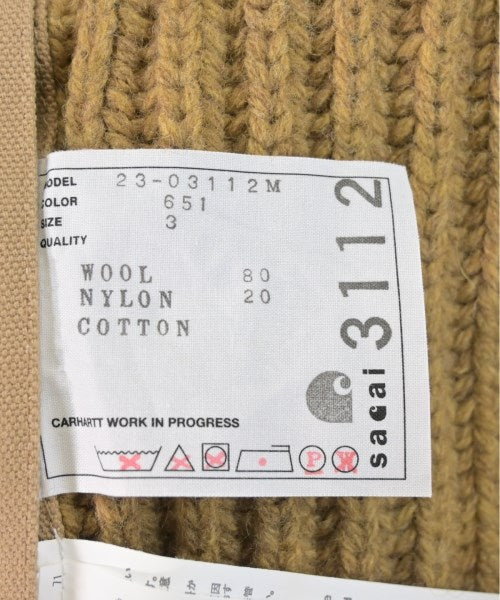 MODEL 23-03112M
COLOR 651
SIZE 3
QUALITY
WOOL 80
NYLON 20
COTTON
CARHARTT WORK IN PROGRESS
P W
sacai 3112